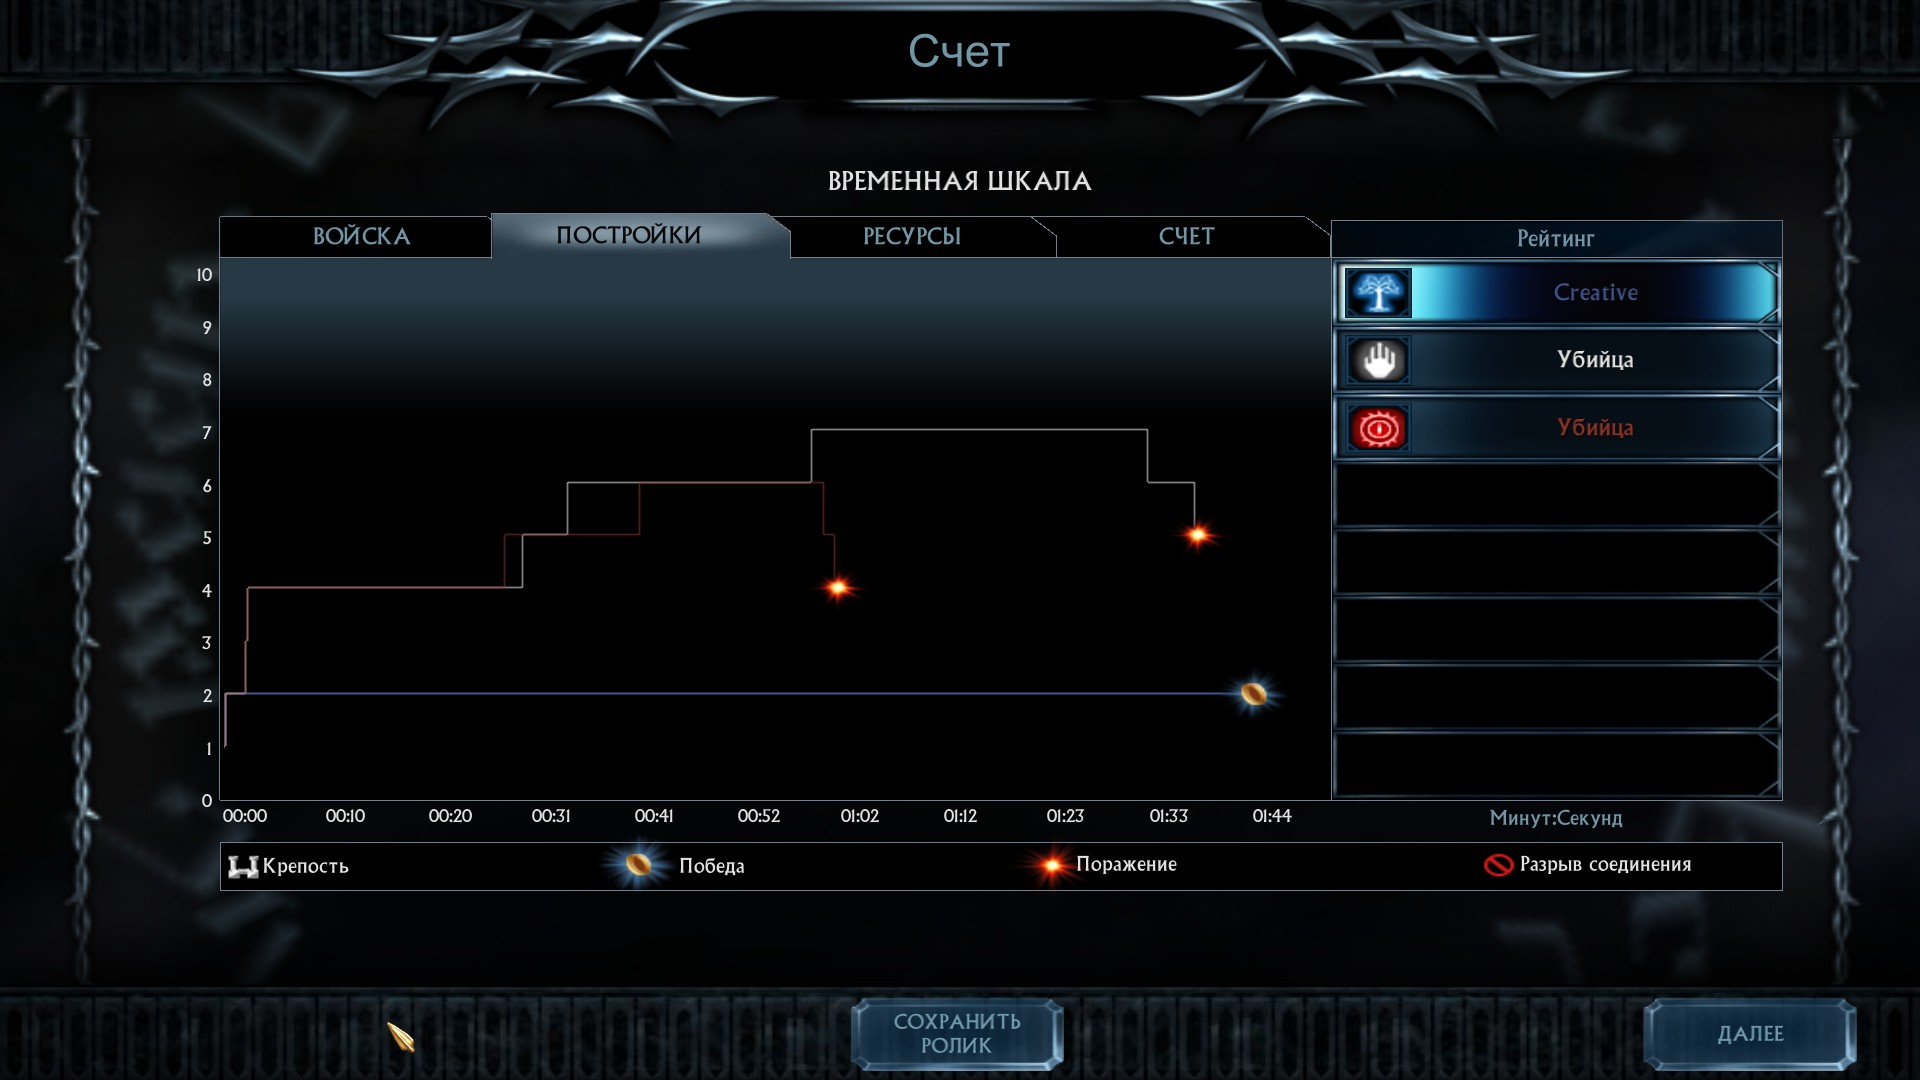 Счет
ВРЕМЕННАЯ ШКАЛА
ВОЙСКА
ПОСТРОЙКИ
РЕСУРСЫ
СЧЕТ
Рейтинг
Creative
Убийца
Убийца
10
9
8
7
6
5
4
3
2
1
0
00:00 00:10 00:20 00:31 00:41 00:52 01:02 01:12 01:23 01:33 01:44
Минут:Секунд
Крепость
Победа
Поражение
Разрыв соединения
СОХРАНИТЬ
РОЛИК
ДАЛЕЕ